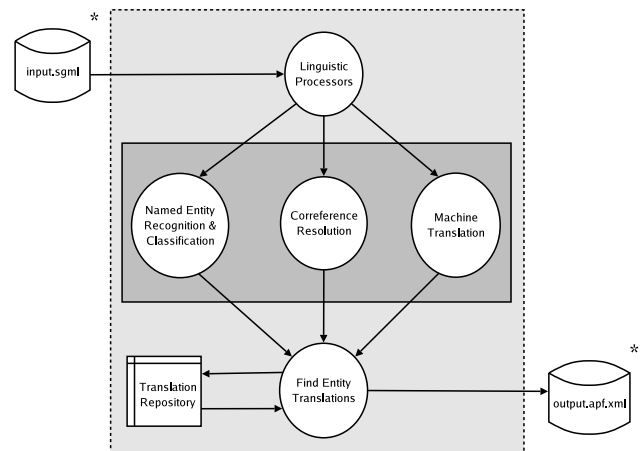 *
input.sgml
Linguistic
Processors
Named Entity
Recognition &
Classification
Correference
Resolution
Machine
Translation
Translation
Repository
Find Entity
Translations
*
output.apf.xml